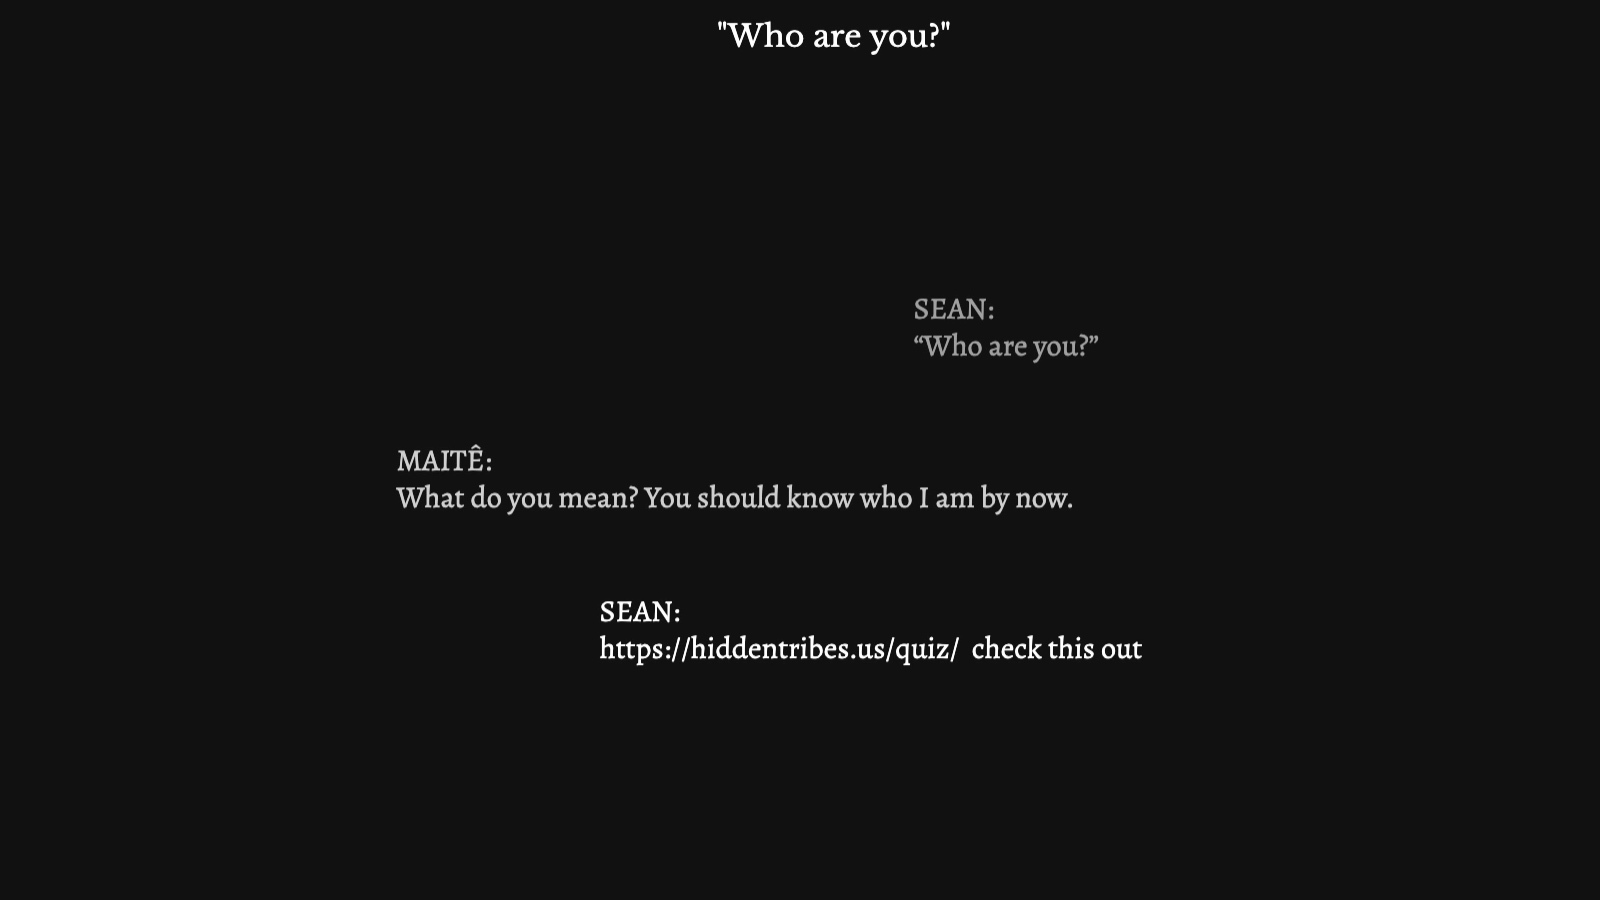 "Who are you?"
SEAN:
“Who are you?”
MAITÊ:
What do you mean? You should know who I am by now.
SEAN:
https://hiddentribes.us/quiz/  check this out